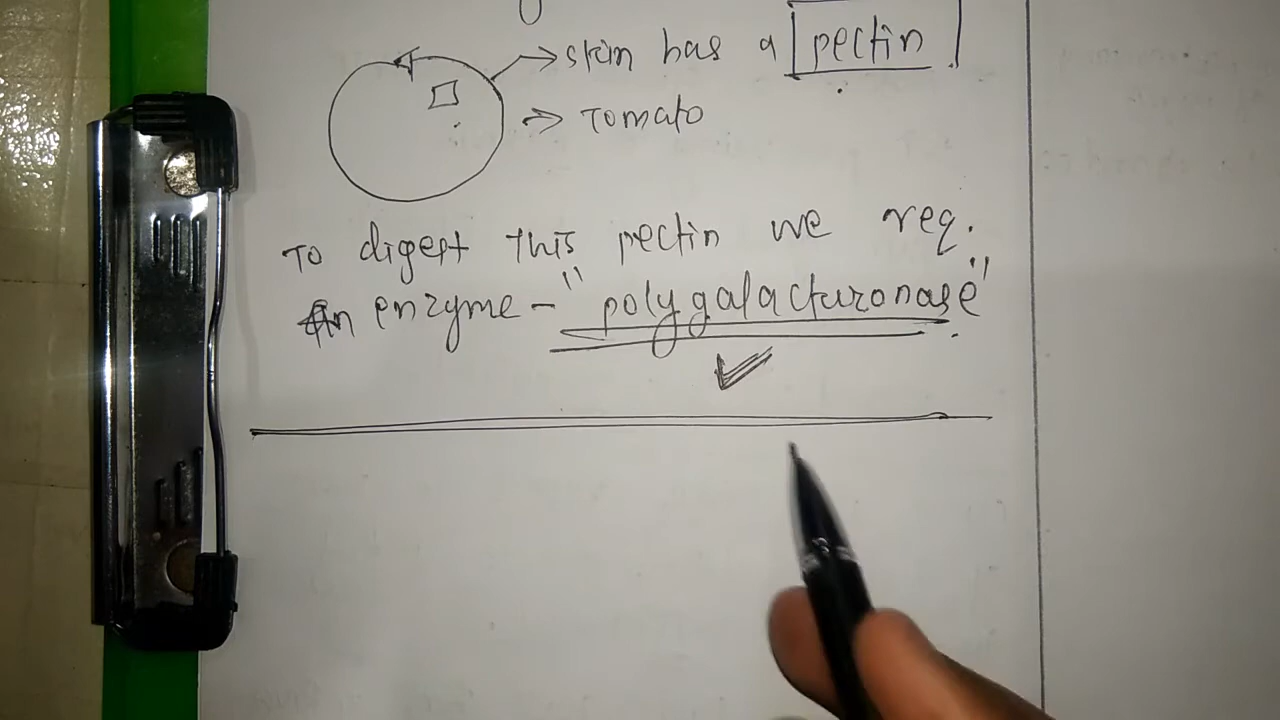 → skin has a pectin
→ Tomato
To digest this pectin we req.
An enzyme - "polygalacturonase"